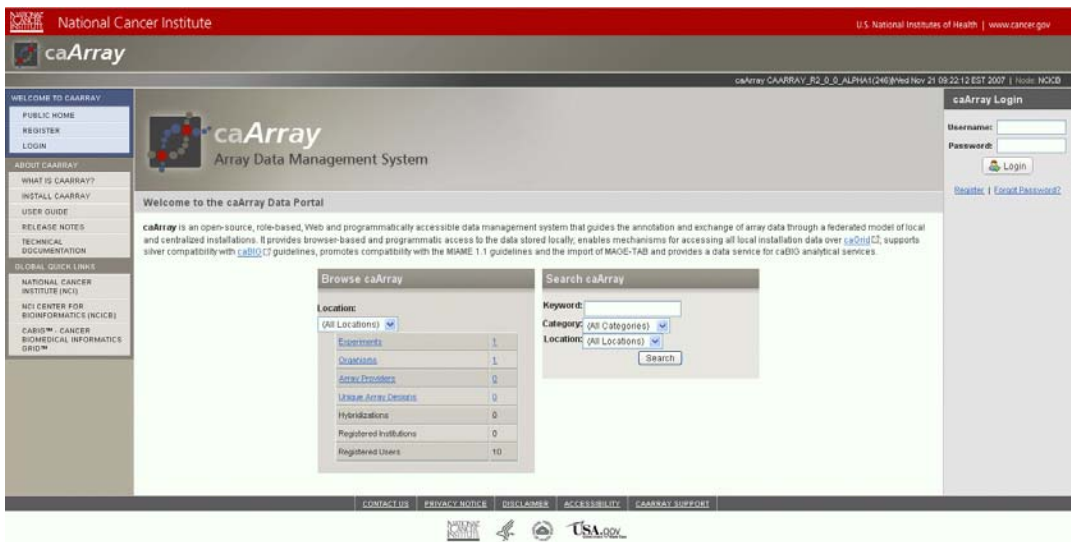 NATIONAL CANCER INSTITUTE National Cancer Institute
U.S. National Institutes of Health | www.cancer.gov
caArray
caArray CAARRAY_R2_0_0_ALPHA1(246)Wed Nov 21 09:22:12 EST 2007 | Node: NCICB
WELCOME TO CAARRAY
PUBLIC HOME
REGISTER
LOGIN
ABOUT CAARRAY
WHAT IS CAARRAY?
INSTALL CAARRAY
USER GUIDE
RELEASE NOTES
TECHNICAL
DOCUMENTATION
GLOBAL QUICK LINKS
NATIONAL CANCER
INSTITUTE (NCI)
NCI CENTER FOR
BIOINFORMATICS (NCICB)
CABIG™ - CANCER
BIOMEDICAL INFORMATICS
GRID™
caArray
Array Data Management System
Welcome to the caArray Data Portal
caArray is an open-source, role-based, Web and programmatically accessible data management system that guides the annotation and exchange of array data through a federated model of local
and centralized installations. It provides browser-based and programmatic access to the data stored locally; enables mechanisms for accessing all local installation data over caGrid, supports
silver compatibility with caBIG guidelines, promotes compatibility with the MIAME 1.1 guidelines and the import of MAGE-TAB and provides a data service for caBIG analytical services.
Browse caArray
Location:
(All Locations)
Experiments 1
Organisms 1
Array Providers 0
Unique Array Designs 0
Hybridizations 0
Registered Institutions 0
Registered Users 10
Search caArray
Keyword:
Category: (All Categories)
Location: (All Locations)
Search
caArray Login
Username:
Password:
Login
Register | Forgot Password?
CONTACT US | PRIVACY NOTICE | DISCLAIMER | ACCESSIBILITY | CAARRAY SUPPORT
NATIONAL CANCER INSTITUTE USA.gov